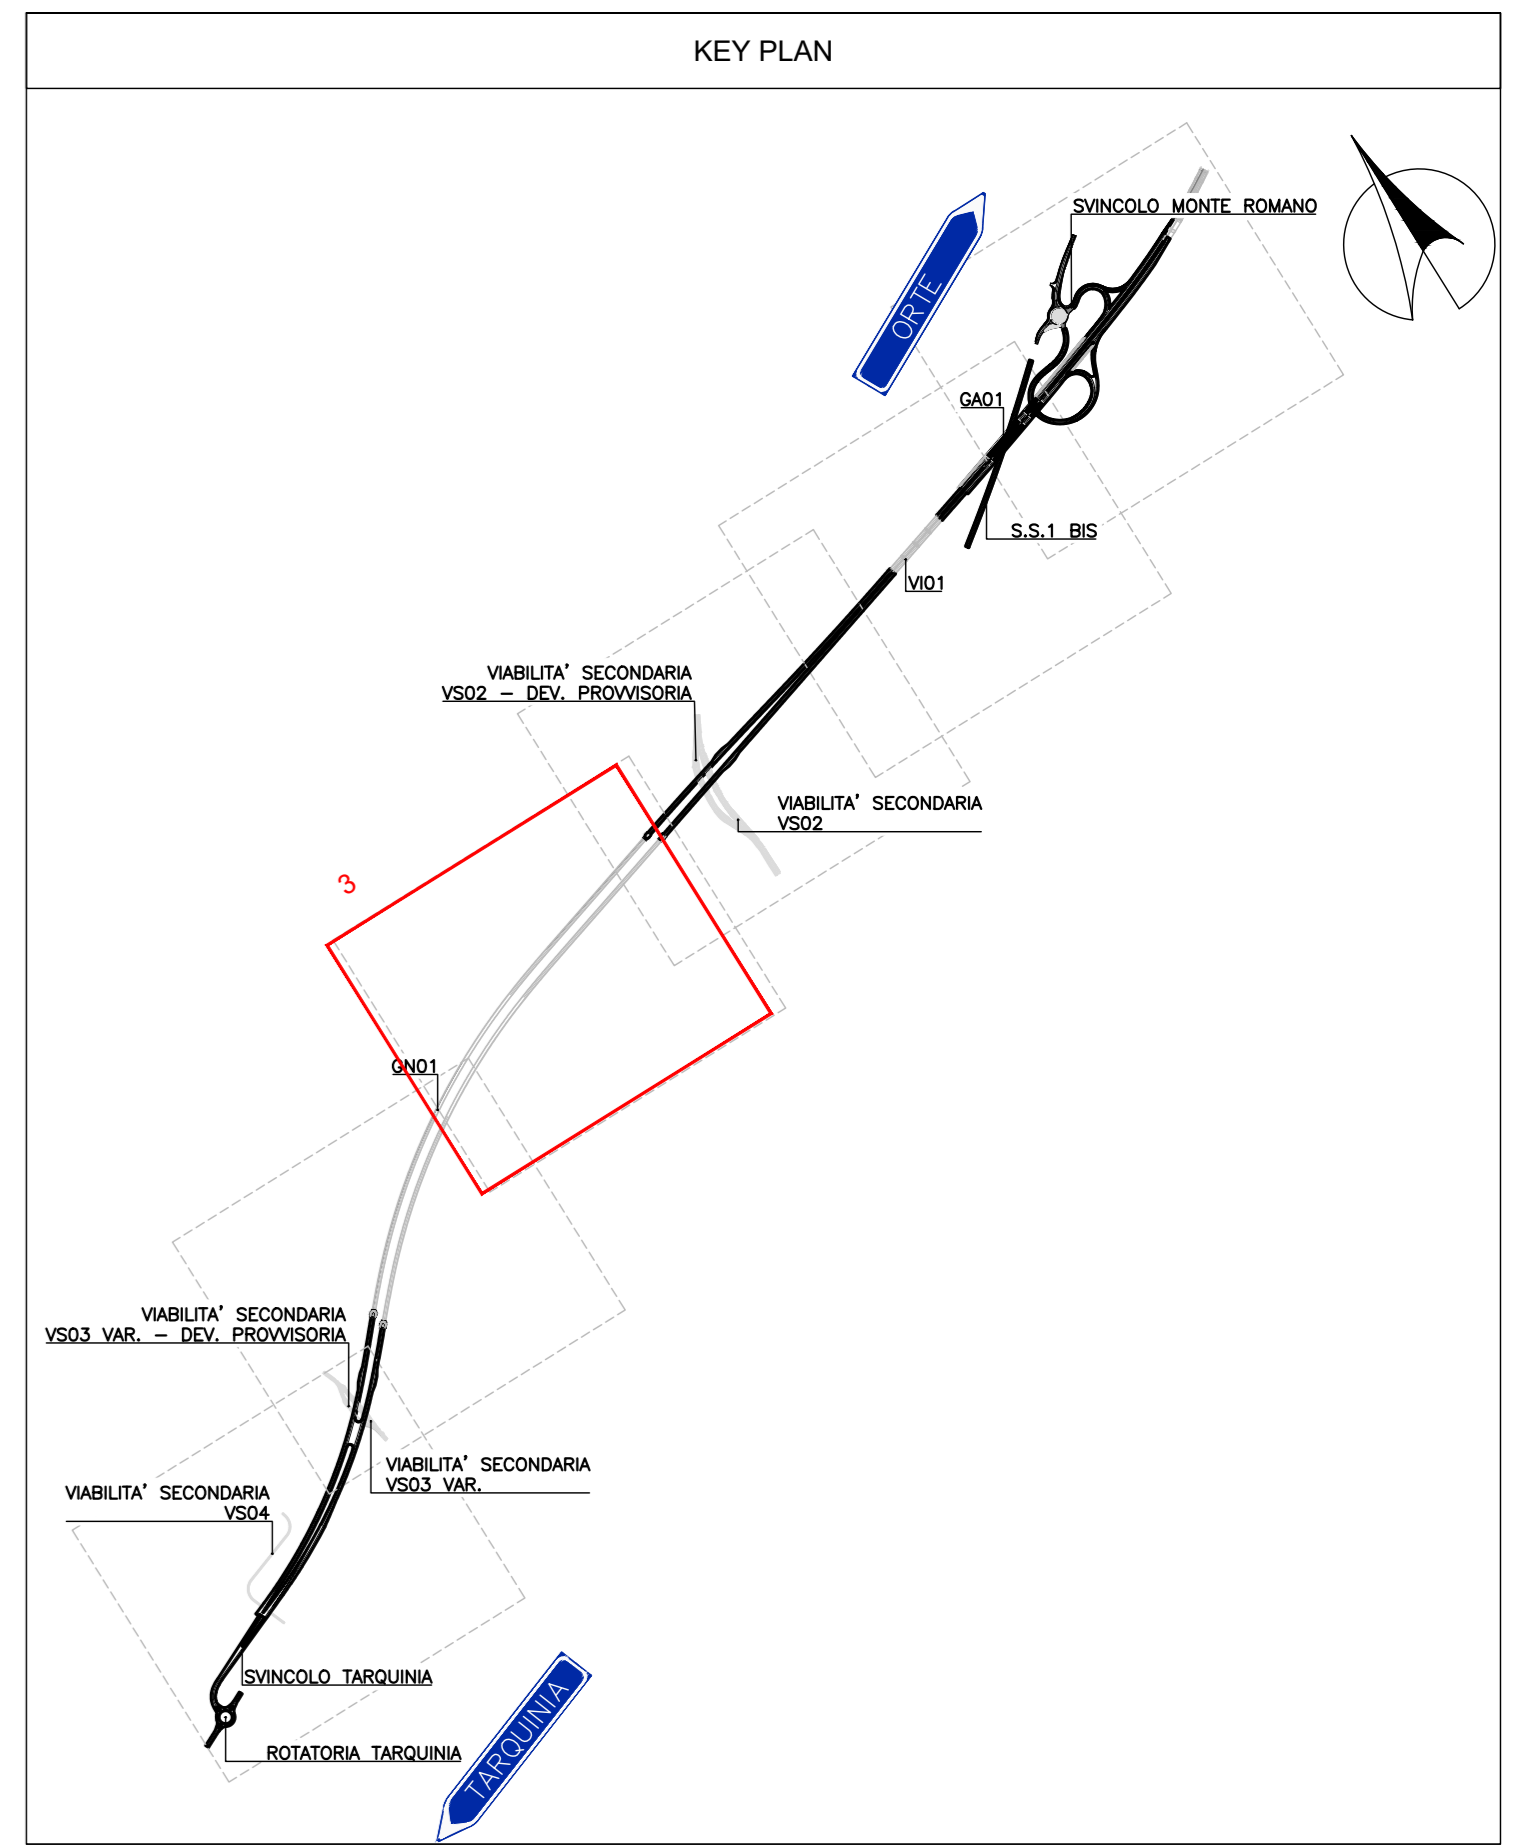 KEY PLAN
SVINCOLO MONTE ROMANO
ORTE
GA01
S.S.1 BIS
VI01
VIABILITA' SECONDARIA
VS02 - DEV. PROVVISORIA
VIABILITA' SECONDARIA
VS02
3
GN01
VIABILITA' SECONDARIA
VS03 VAR. - DEV. PROVVISORIA
VIABILITA' SECONDARIA
VS03 VAR.
VIABILITA' SECONDARIA
VS04
SVINCOLO TARQUINIA
TARQUINIA
ROTATORIA TARQUINIA